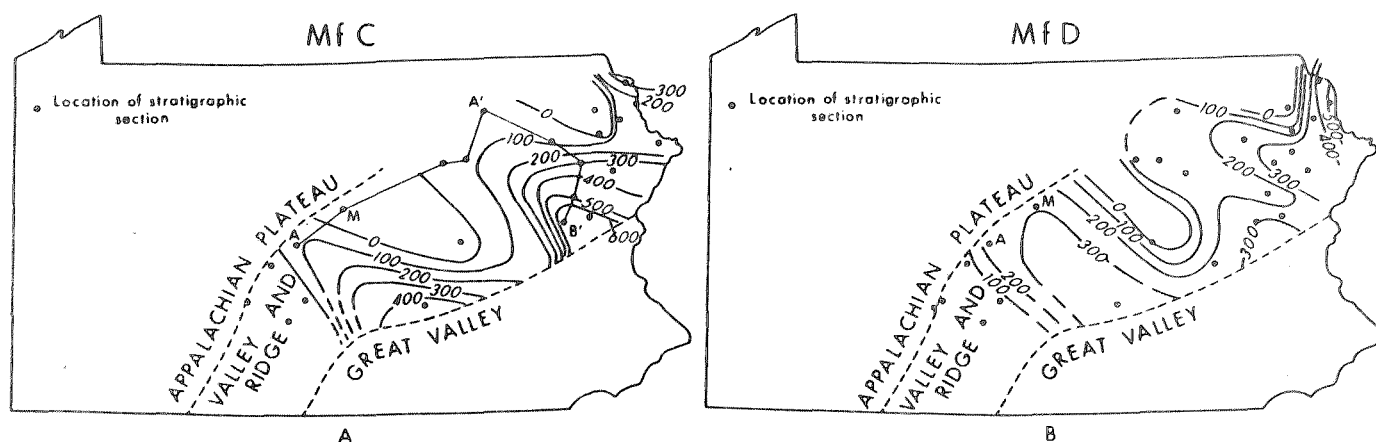 Mf C
Location of stratigraphic
section
A'
300
200
0
100
200
300
400
500
600
B'
M
A
0
100
200
300
400
APPALACHIAN PLATEAU
VALLEY AND
RIDGE
GREAT VALLEY
A
Mf D
Location of stratigraphic
section
100
0
500
400
200
300
M
0
100
200
300
A
200
100
300
APPALACHIAN PLATEAU
VALLEY AND
RIDGE
GREAT VALLEY
B